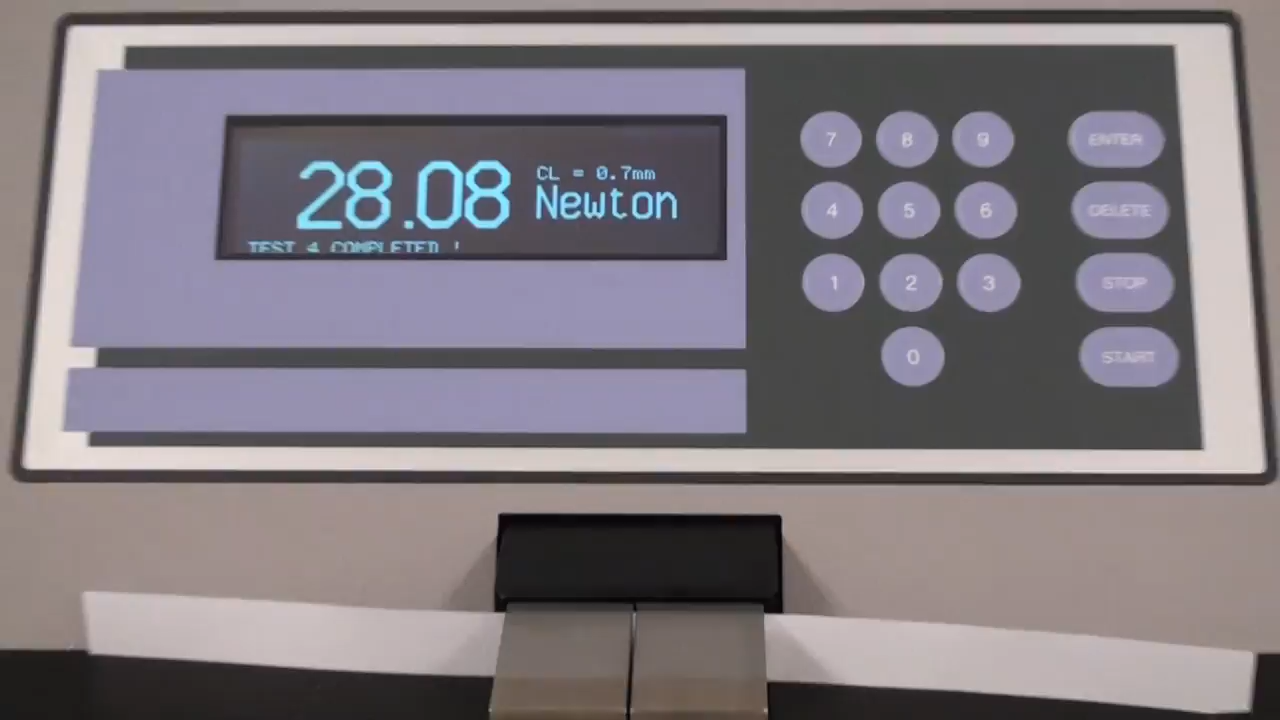 CL = 0.7mm
28.08 Newton
TEST 4 COMPLETED !
7 8 9 ENTER
4 5 6 DELETE
1 2 3 STOP
0 START